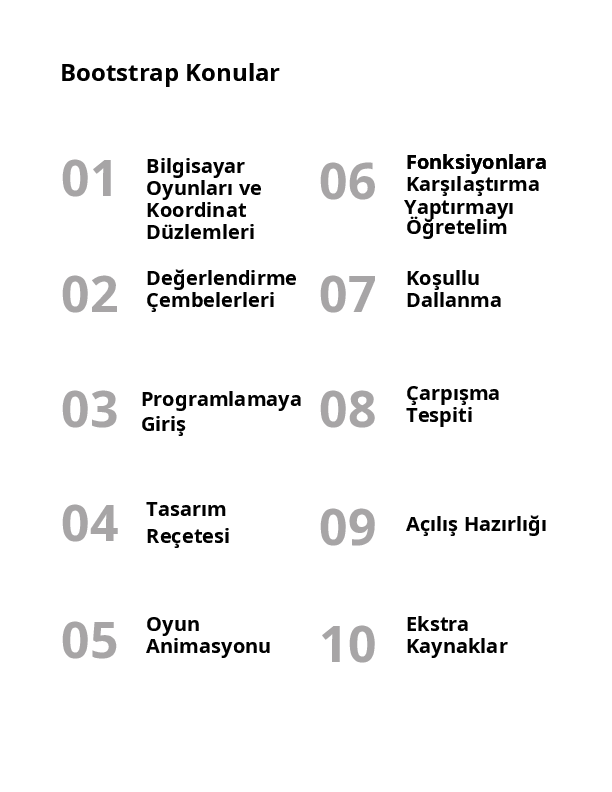 Bootstrap Konular
01
Bilgisayar
Oyunları ve
Koordinat
Düzlemleri
02
Değerlendirme
Çembelerleri
03
Programlamaya
Giriş
04
Tasarım
Reçetesi
05
Oyun
Animasyonu
06
Fonksiyonlara
Karşılaştırma
Yaptırmayı
Öğretelim
07
Koşullu
Dallanma
08
Çarpışma
Tespiti
09
Açılış Hazırlığı
10
Ekstra
Kaynaklar